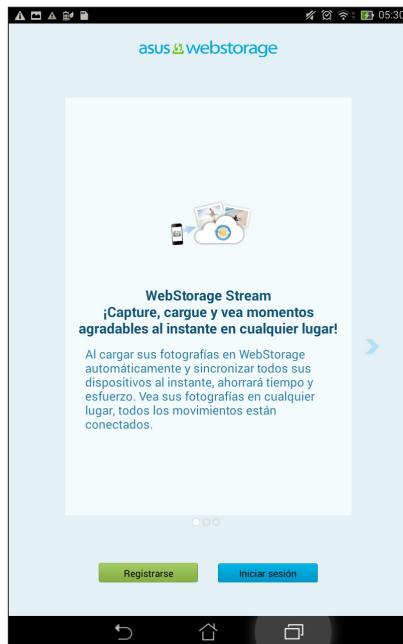 05:30
asus webstorage
WebStorage Stream
¡Capture, cargue y vea momentos
agradables al instante en cualquier lugar!
Al cargar sus fotografías en WebStorage
automáticamente y sincronizar todos sus
dispositivos al instante, ahorrará tiempo y
esfuerzo. Vea sus fotografías en cualquier
lugar, todos los movimientos están
conectados.
Registrarse
Iniciar sesión